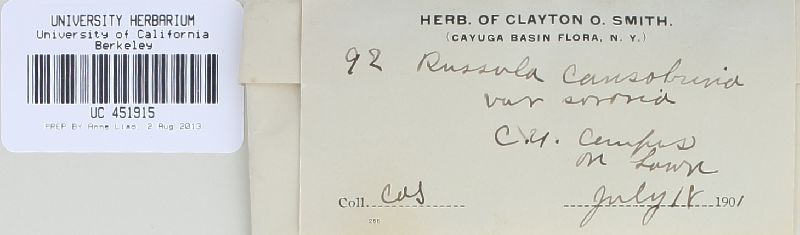 UNIVERSITY HERBARIUM
University of California
Berkeley
UC 451915
PREP BY Anne Liao, 2 Aug 2013
HERB. OF CLAYTON O. SMITH.
(CAYUGA BASIN FLORA, N. Y.)
92 Russula Consobrina
var sororia
C.U. Campus
on Lawn
Coll. COS July 18 1901
266